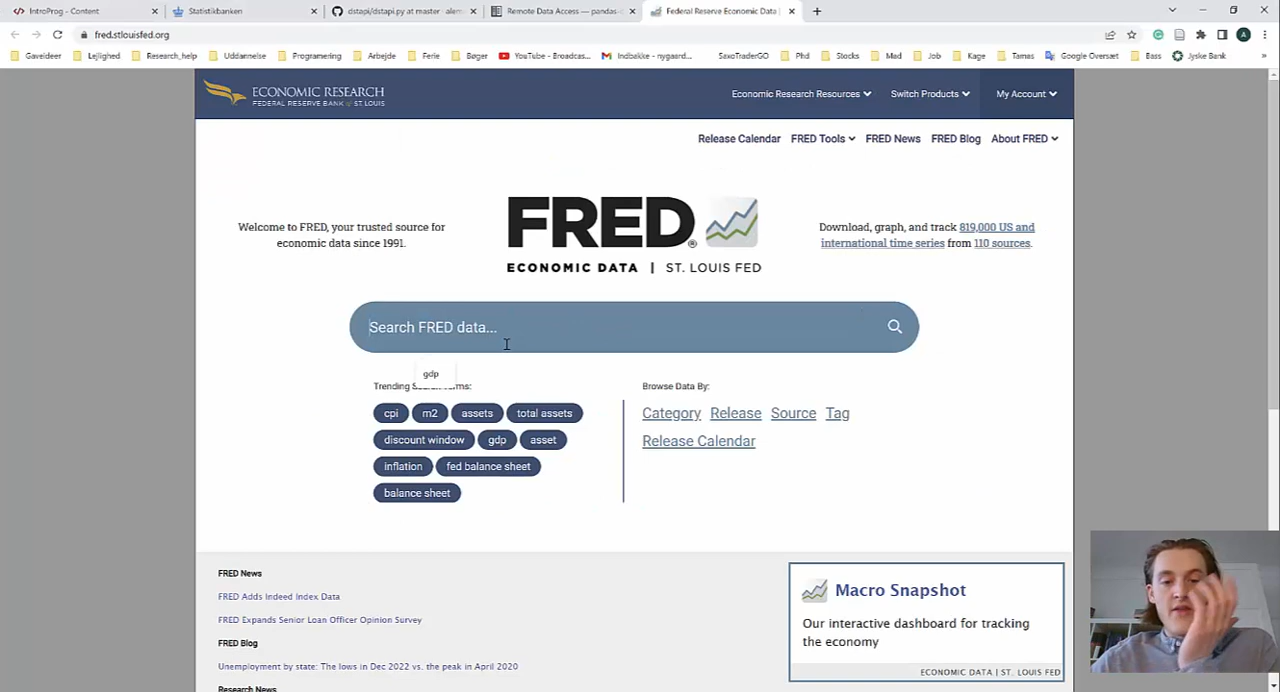 IntroProg - Content
Statistikbanken
dstapi/dstapi.py at master · alem
Remote Data Access — pandas-
Federal Reserve Economic Data |
fred.stlouisfed.org
Gaveideer
Lejlighed
Research_help
Uddannelse
Programering
Arbejde
Ferie
Bøger
YouTube - Broadcas...
Indbakke - nygaard...
SaxoTraderGO
Phd
Stocks
Mad
Job
Kage
Tamas
Google Oversæt
Bass
Jyske Bank
»
A
ECONOMIC RESEARCH
FEDERAL RESERVE BANK OF ST. LOUIS
Economic Research Resources
Switch Products
My Account
Release Calendar
FRED Tools
FRED News
FRED Blog
About FRED
Welcome to FRED, your trusted source for
economic data since 1991.
FRED®
ECONOMIC DATA | ST. LOUIS FED
Download, graph, and track 819,000 US and
international time series from 110 sources.
Search FRED data...
gdp
Trending Search Terms:
cpi
m2
assets
total assets
discount window
gdp
asset
inflation
fed balance sheet
balance sheet
Browse Data By:
Category
Release
Source
Tag
Release Calendar
FRED News
FRED Adds Indeed Index Data
FRED Expands Senior Loan Officer Opinion Survey
FRED Blog
Unemployment by state: The lows in Dec 2022 vs. the peak in April 2020
Research News
Macro Snapshot
Our interactive dashboard for tracking
the economy
ECONOMIC DATA | ST. LOUIS FED